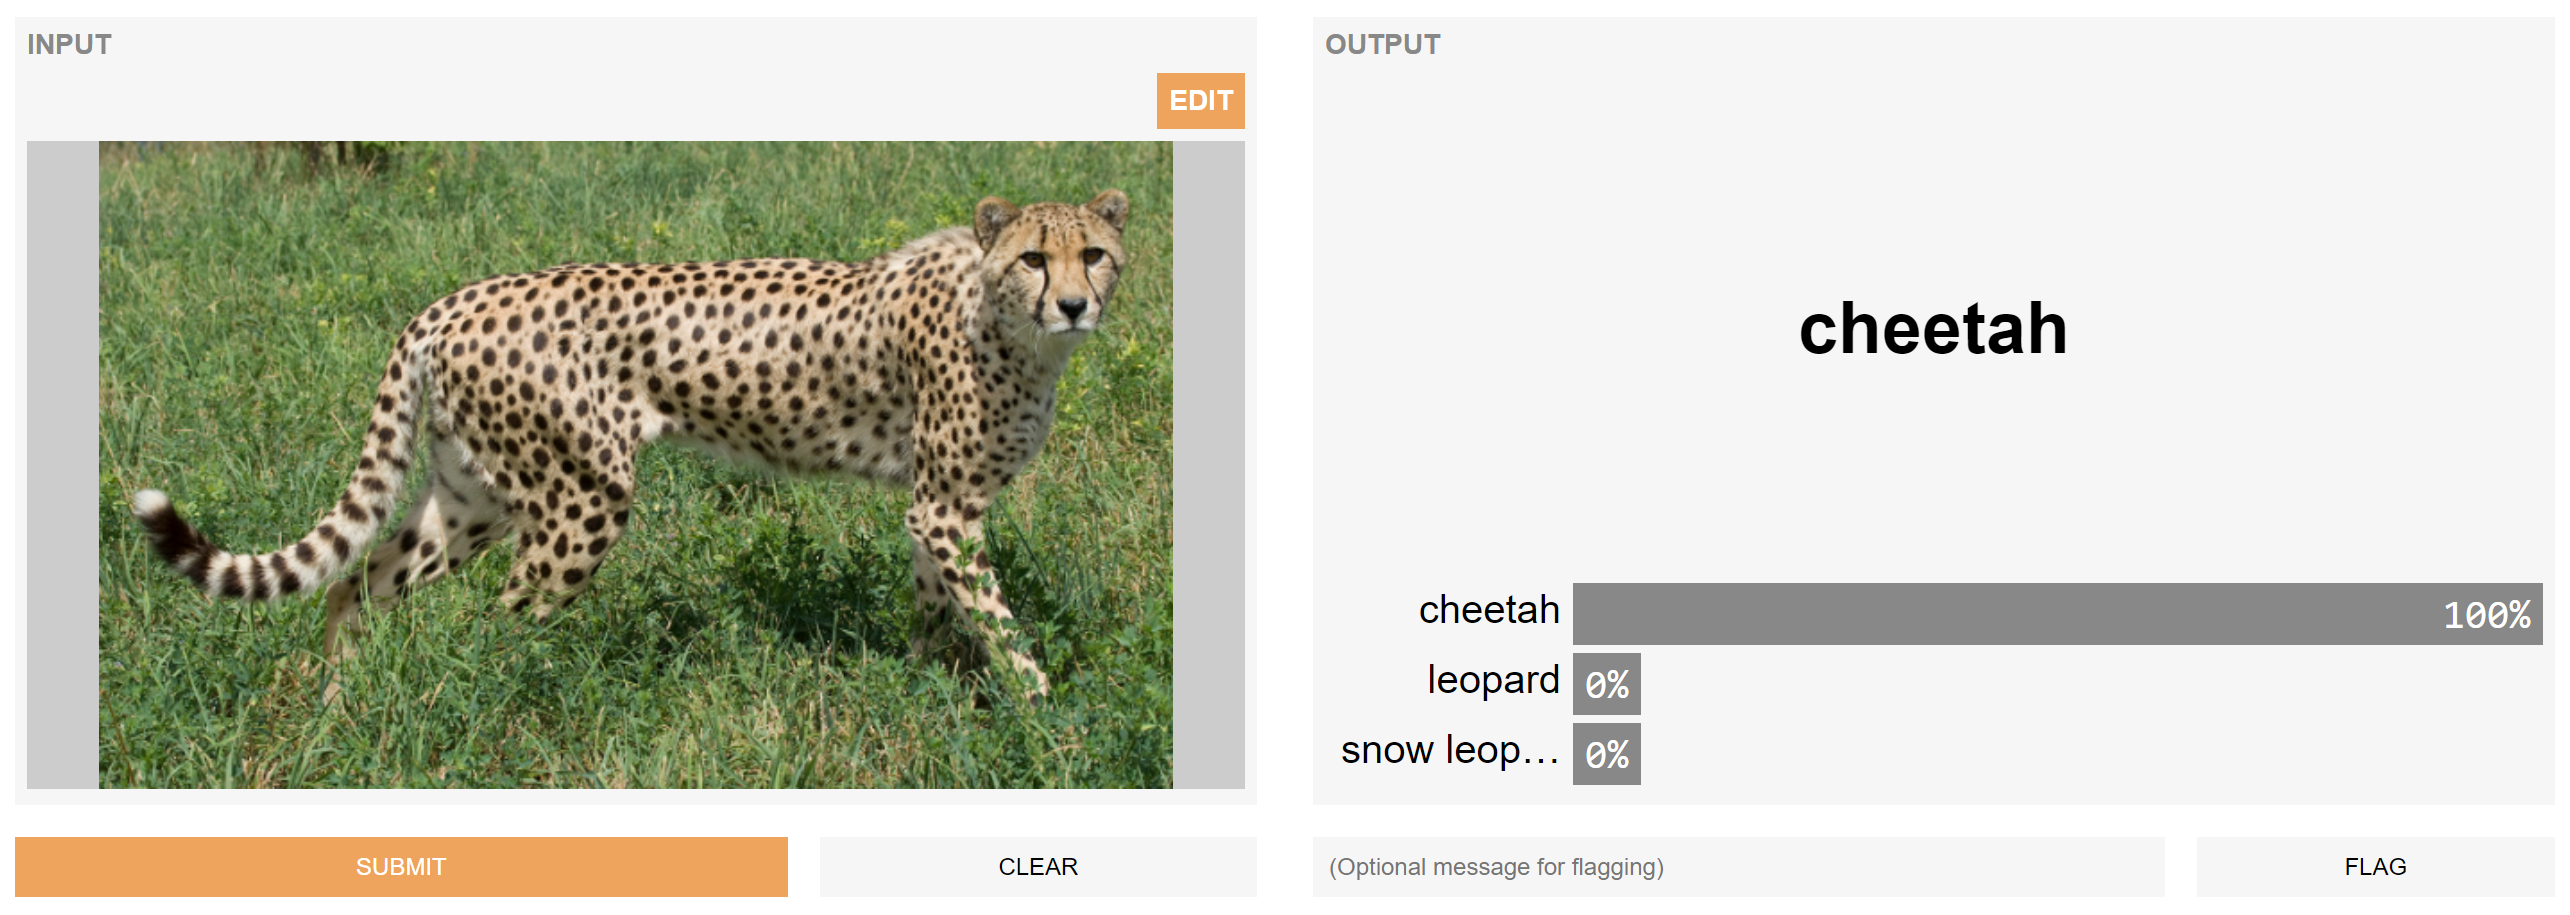 INPUT
EDIT
OUTPUT
cheetah
cheetah 100%
leopard 0%
snow leop… 0%
SUBMIT
CLEAR
(Optional message for flagging)
FLAG